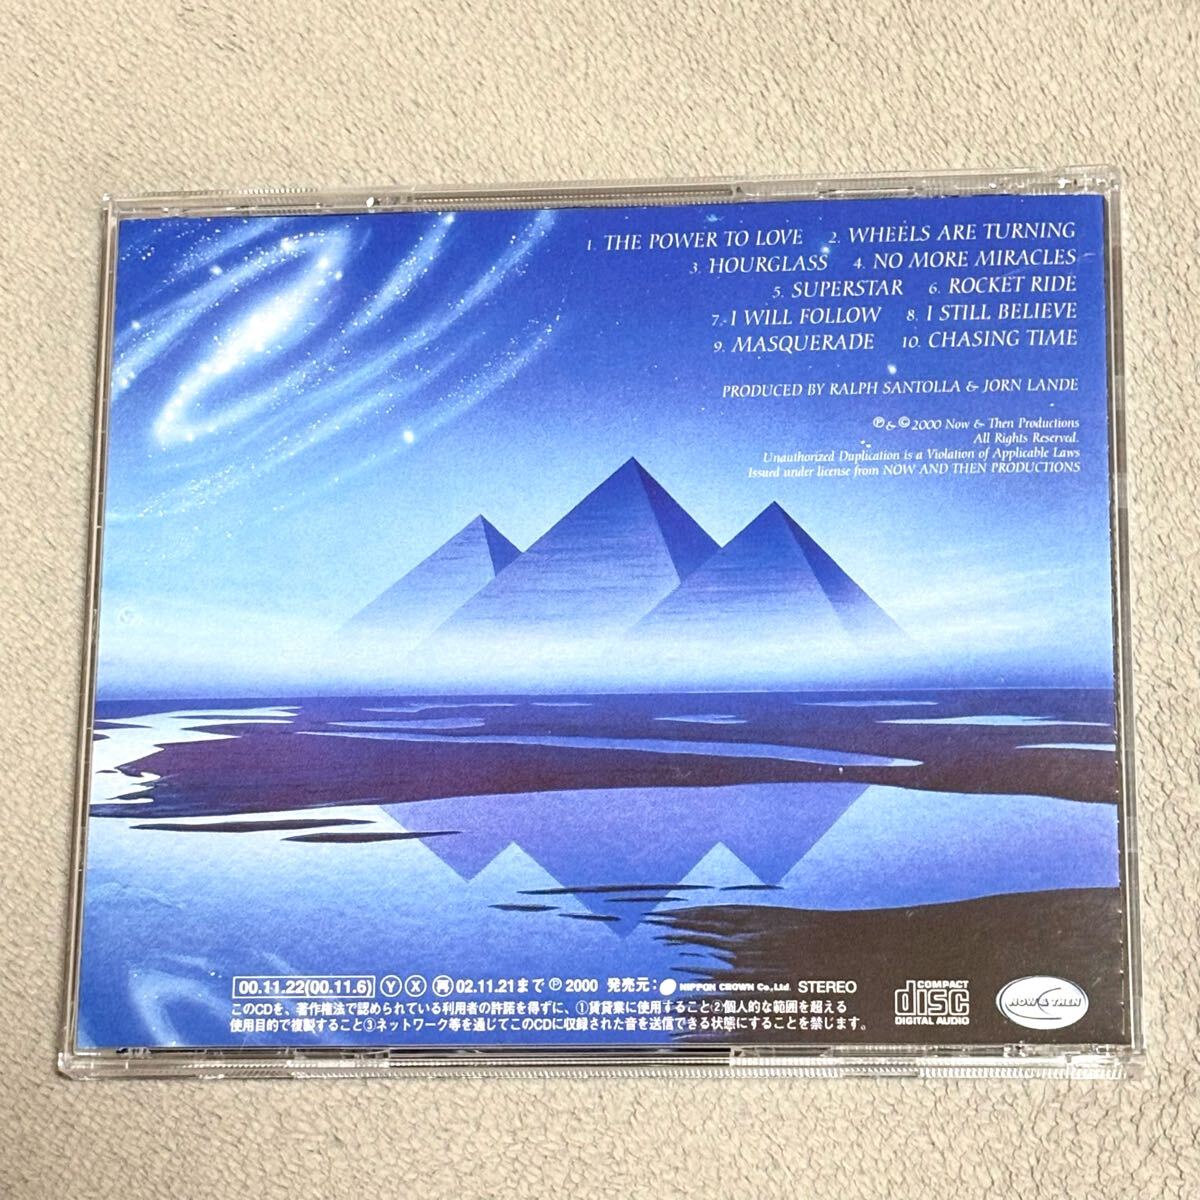 1. THE POWER TO LOVE 2. WHEELS ARE TURNING
3. HOURGLASS 4. NO MORE MIRACLES
5. SUPERSTAR 6. ROCKET RIDE
7. I WILL FOLLOW 8. I STILL BELIEVE
9. MASQUERADE 10. CHASING TIME
PRODUCED BY RALPH SANTOLLA & JORN LANDE
℗ & © 2000 Now & Then Productions
All Rights Reserved.
Unauthorized Duplication is a Violation of Applicable Laws
Issued under license from NOW AND THEN PRODUCTIONS
00.11.22(00.11.6) Ⓨ Ⓧ ㊢ 02.11.21まで ℗ 2000 発売元: NIPPON CROWN Co., Ltd. STEREO
このCDを、著作権法で認められている利用者の許諾を得ずに、①賃貸業に使用すること②個人的な範囲を超える
使用目的で複製すること③ネットワーク等を通じてこのCDに収録された音を送信できる状態にすることを禁じます。
COMPACT
disc
DIGITAL AUDIO
NOW & THEN